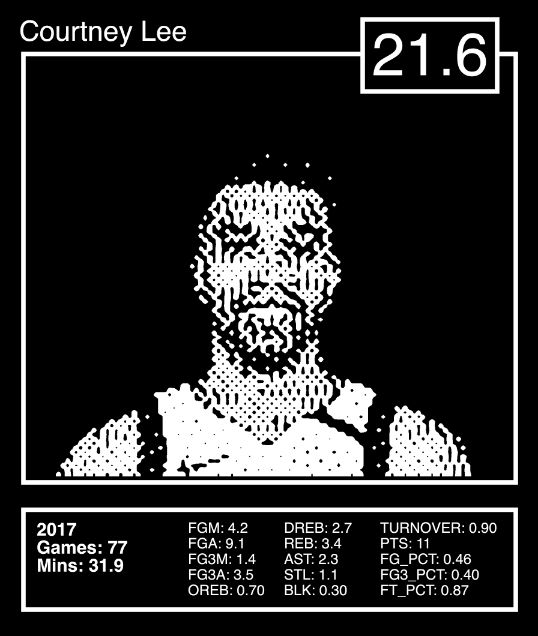 Courtney Lee
21.6
2017
Games: 77
Mins: 31.9
FGM: 4.2
FGA: 9.1
FG3M: 1.4
FG3A: 3.5
OREB: 0.70
DREB: 2.7
REB: 3.4
AST: 2.3
STL: 1.1
BLK: 0.30
TURNOVER: 0.90
PTS: 11
FG_PCT: 0.46
FG3_PCT: 0.40
FT_PCT: 0.87